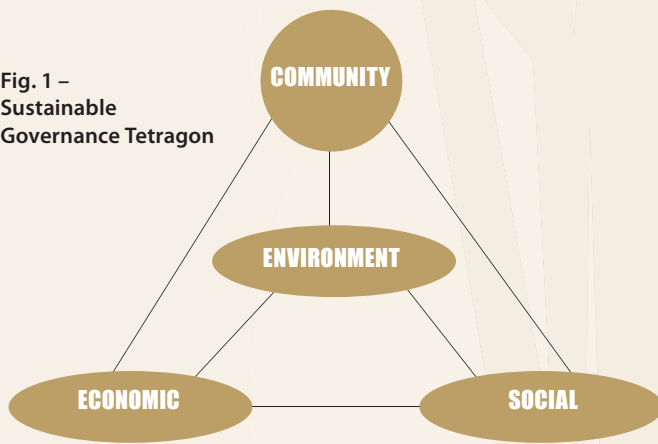 Fig. 1 –
Sustainable
Governance Tetragon
COMMUNITY
ENVIRONMENT
ECONOMIC
SOCIAL